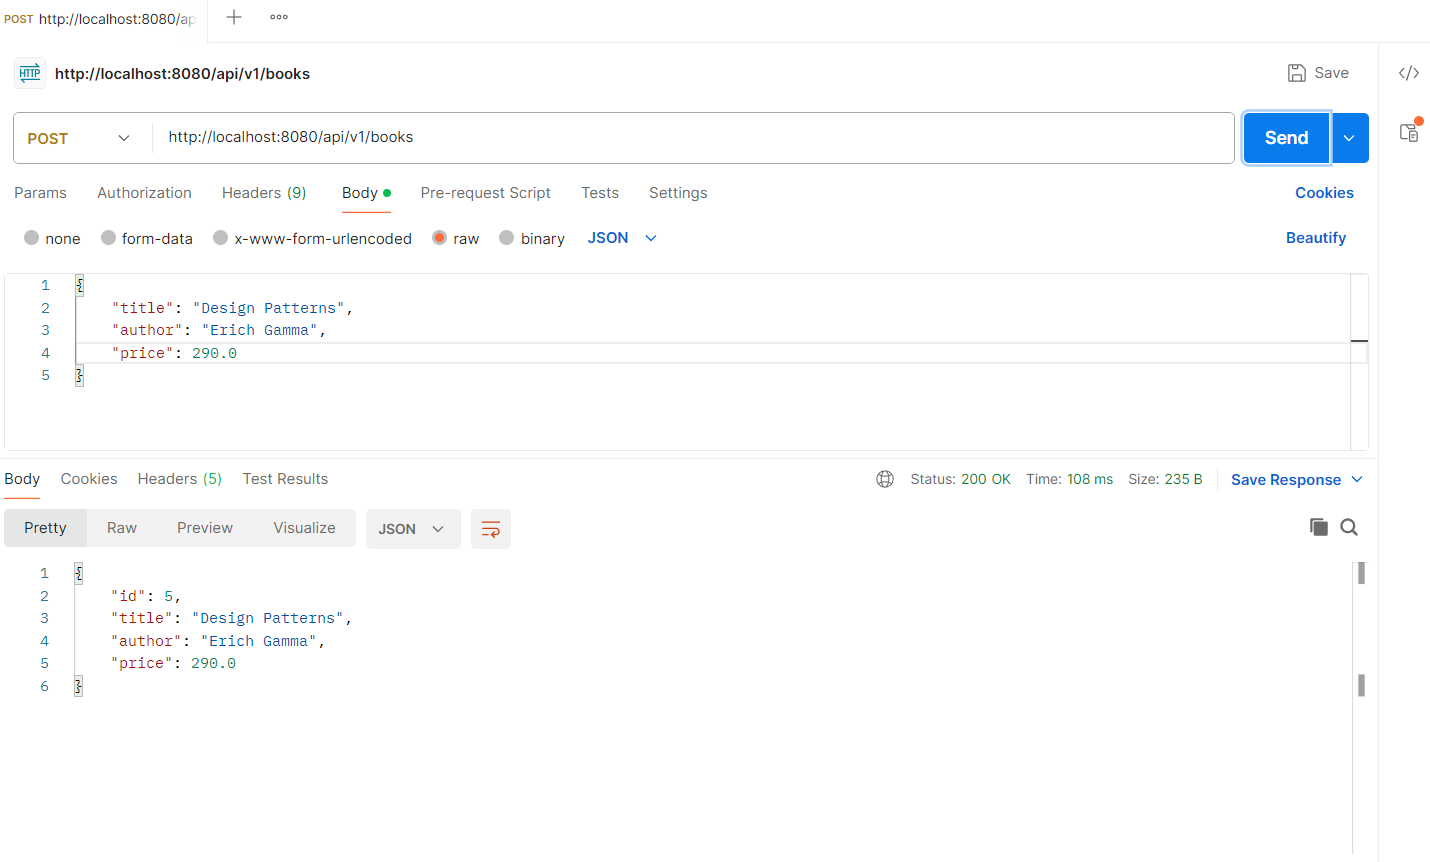 POST http://localhost:8080/ap
HTTP http://localhost:8080/api/v1/books Save
POST http://localhost:8080/api/v1/books Send
Params Authorization Headers (9) Body Pre-request Script Tests Settings Cookies
none form-data x-www-form-urlencoded raw binary JSON Beautify
1 {
2 "title": "Design Patterns",
3 "author": "Erich Gamma",
4 "price": 290.0
5 }
Body Cookies Headers (5) Test Results Status: 200 OK Time: 108 ms Size: 235 B Save Response
Pretty Raw Preview Visualize JSON
1 {
2 "id": 5,
3 "title": "Design Patterns",
4 "author": "Erich Gamma",
5 "price": 290.0
6 }